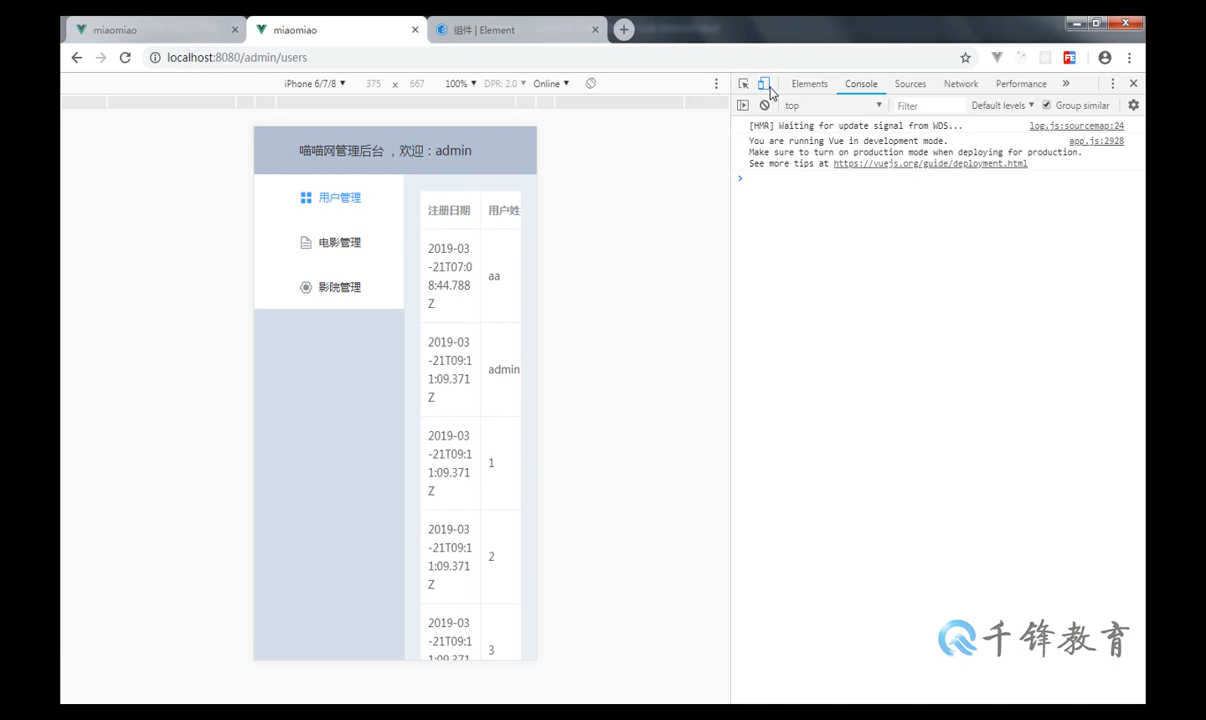 miaomiao
miaomiao
组件 | Element
localhost:8080/admin/users
iPhone 6/7/8 ▼ 375 × 667 100% ▼ DPR: 2.0 ▼ Online ▼
Elements Console Sources Network Performance »
top ▼ Filter Default levels ▼ Group similar
[HMR] Waiting for update signal from WDS... log.js:sourcemap:24
You are running Vue in development mode. app.js:2928
Make sure to turn on production mode when deploying for production.
See more tips at https://vuejs.org/guide/deployment.html
喵喵网管理后台 ，欢迎：admin
用户管理
电影管理
影院管理
注册日期 用户姓
2019-03
-21T07:0
8:44.788
Z
aa
2019-03
-21T09:1
1:09.371
Z
admin
2019-03
-21T09:1
1:09.371
Z
1
2019-03
-21T09:1
1:09.371
Z
2
2019-03
-21T09:1
1:09.371
3
千锋教育